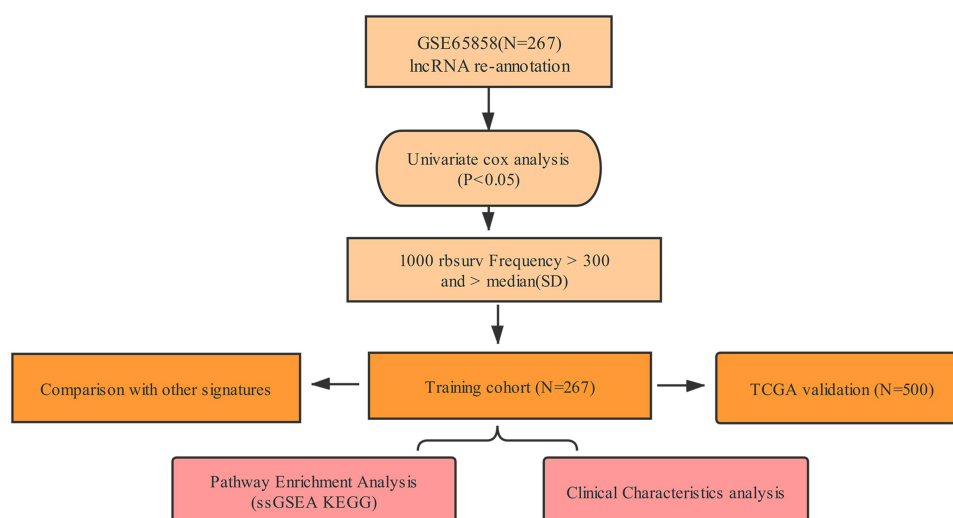 GSE65858(N=267)
lncRNA re-annotation
Univariate cox analysis
(P<0.05)
1000 rbsurv Frequency > 300
and > median(SD)
Comparison with other signatures
Training cohort (N=267)
TCGA validation (N=500)
Pathway Enrichment Analysis
(ssGSEA KEGG)
Clinical Characteristics analysis